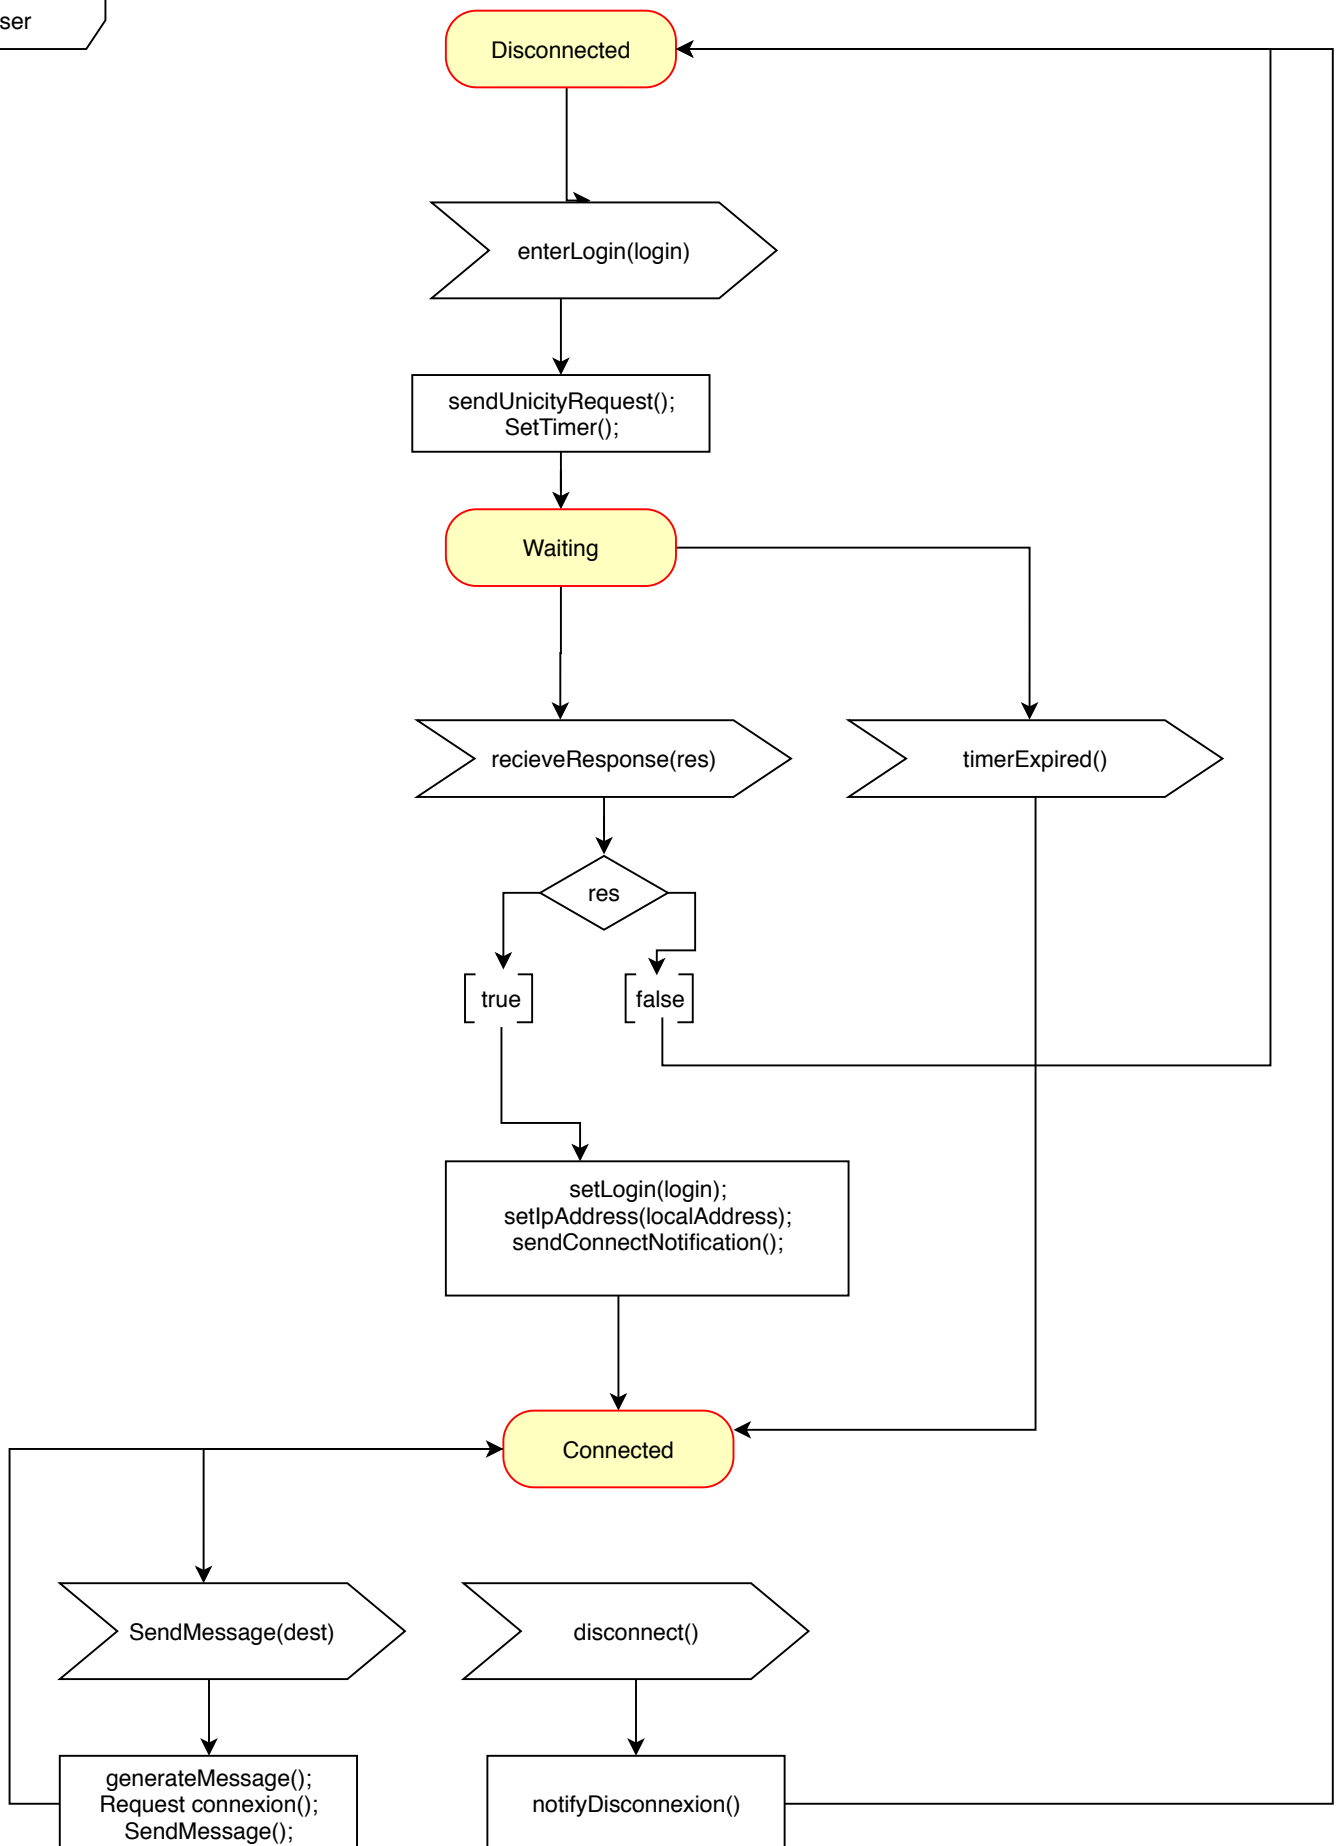 ser
Disconnected
enterLogin(login)
sendUnicityRequest();
SetTimer();
Waiting
recieveResponse(res)
timerExpired()
res
true
false
setLogin(login);
setIpAddress(localAddress);
sendConnectNotification();
Connected
SendMessage(dest)
disconnect()
generateMessage();
Request connexion();
SendMessage();
notifyDisconnexion()